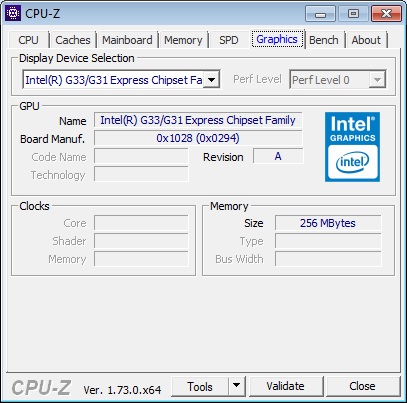 CPU-Z
CPU Caches Mainboard Memory SPD Graphics Bench About
Display Device Selection
Intel(R) G33/G31 Express Chipset Fa Perf Level Perf Level 0
GPU
Name Intel(R) G33/G31 Express Chipset Family
Board Manuf. 0x1028 (0x0294)
Code Name Revision A
Technology
Intel
GRAPHICS
intel
Clocks
Core
Shader
Memory
Memory
Size 256 MBytes
Type
Bus Width
CPU-Z Ver. 1.73.0.x64 Tools Validate Close